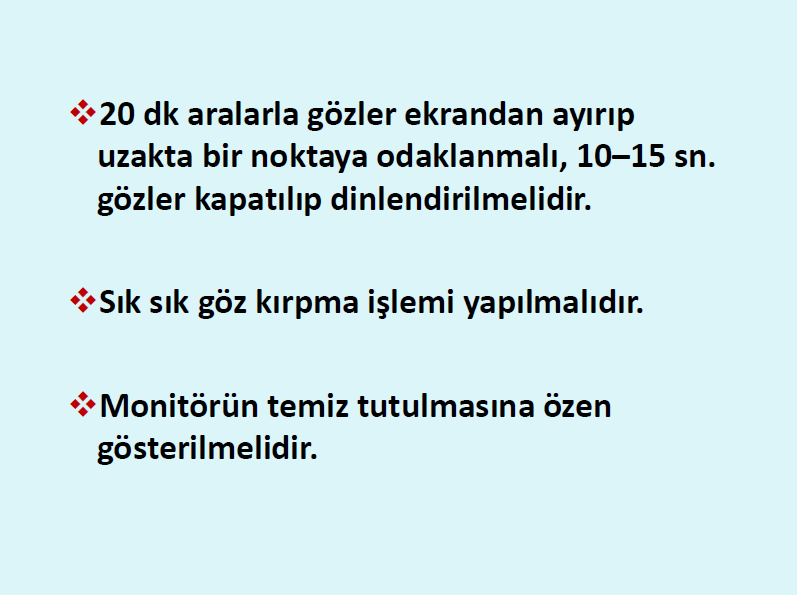 ❖20 dk aralarla gözler ekrandan ayırıp
uzakta bir noktaya odaklanmalı, 10–15 sn.
gözler kapatılıp dinlendirilmelidir.
❖Sık sık göz kırpma işlemi yapılmalıdır.
❖Monitörün temiz tutulmasına özen
gösterilmelidir.